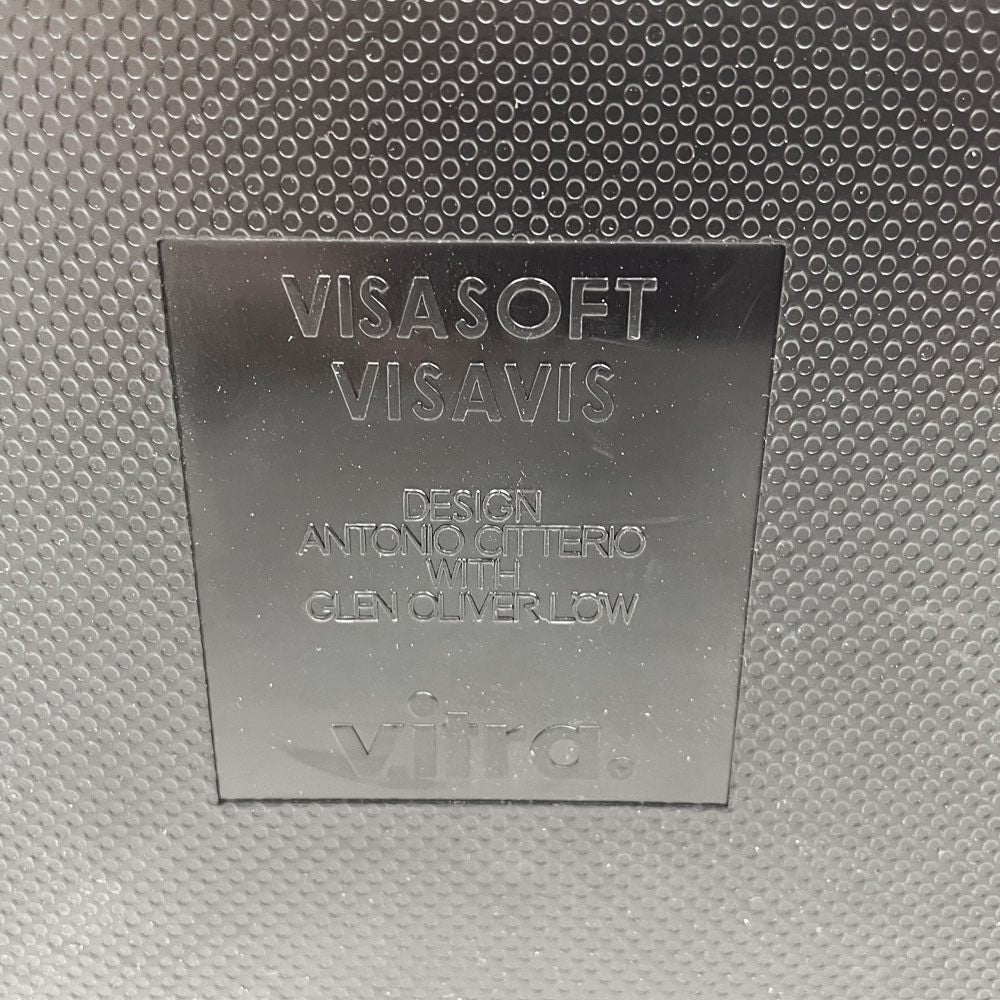 VISASOFT
VISAVIS
DESIGN
ANTONIO CITTERIO
WITH
GLEN OLIVER LÖW
vitra.